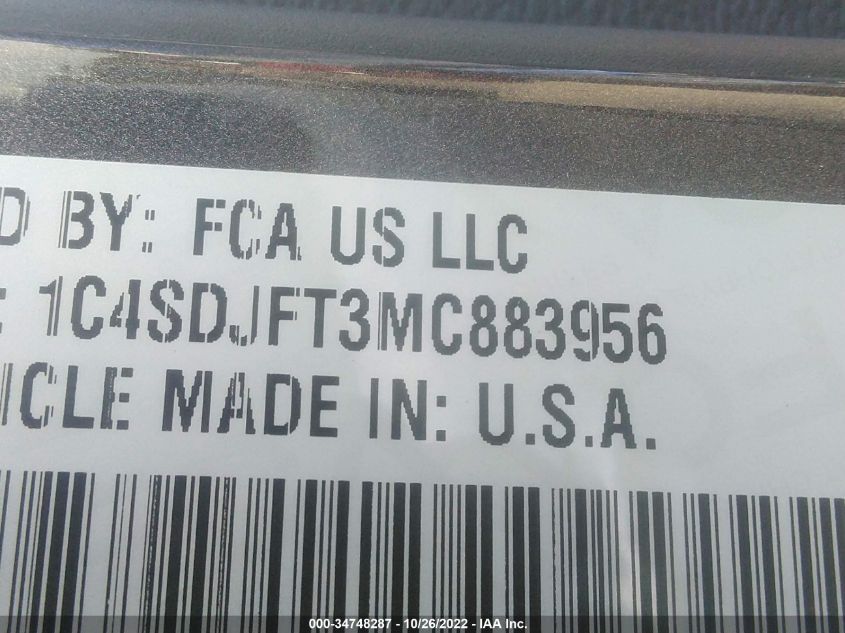 D BY: FCA US LLC
: 1C4SDJFT3MC883956
ICLE MADE IN: U.S.A.
000-34748287 - 10/26/2022 - IAA Inc.